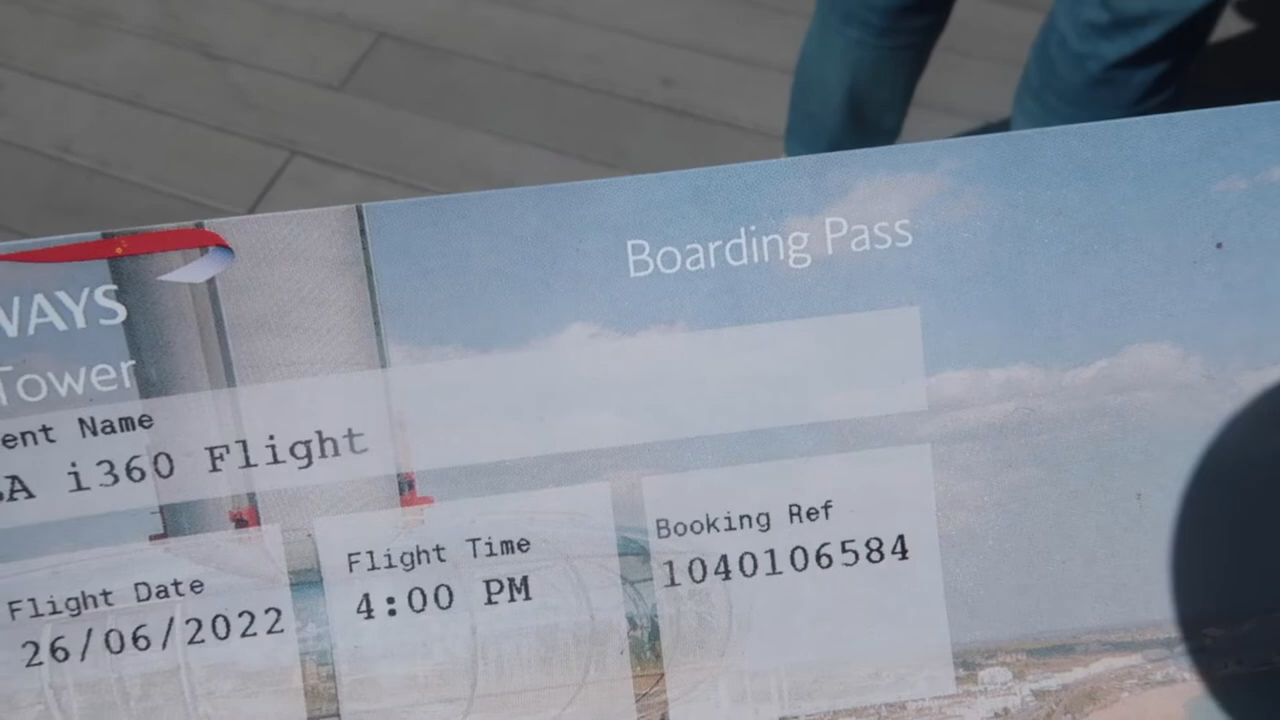 Boarding Pass
WAYS
Tower
ent Name
A i360 Flight
Flight Date
26/06/2022
Flight Time
4:00 PM
Booking Ref
1040106584